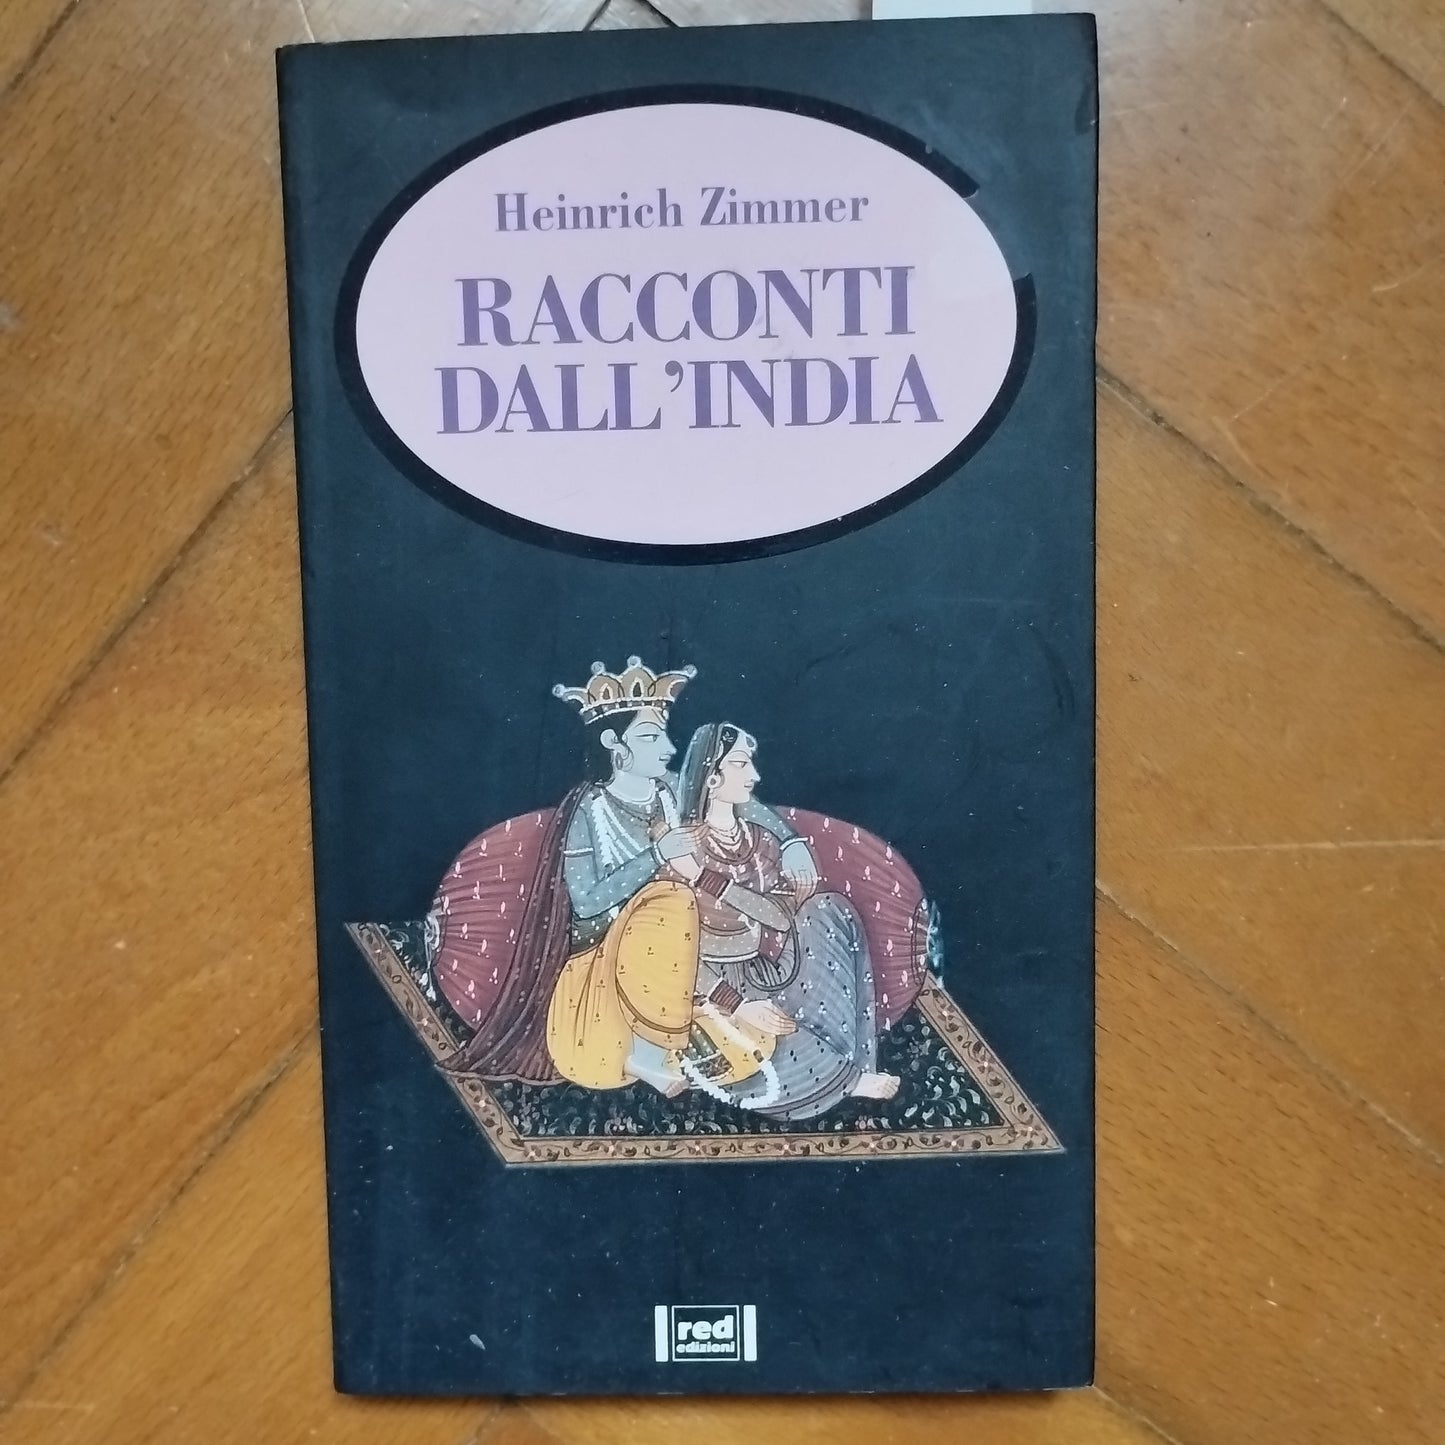 Heinrich Zimmer
RACCONTI
DALL'INDIA
red
edizioni